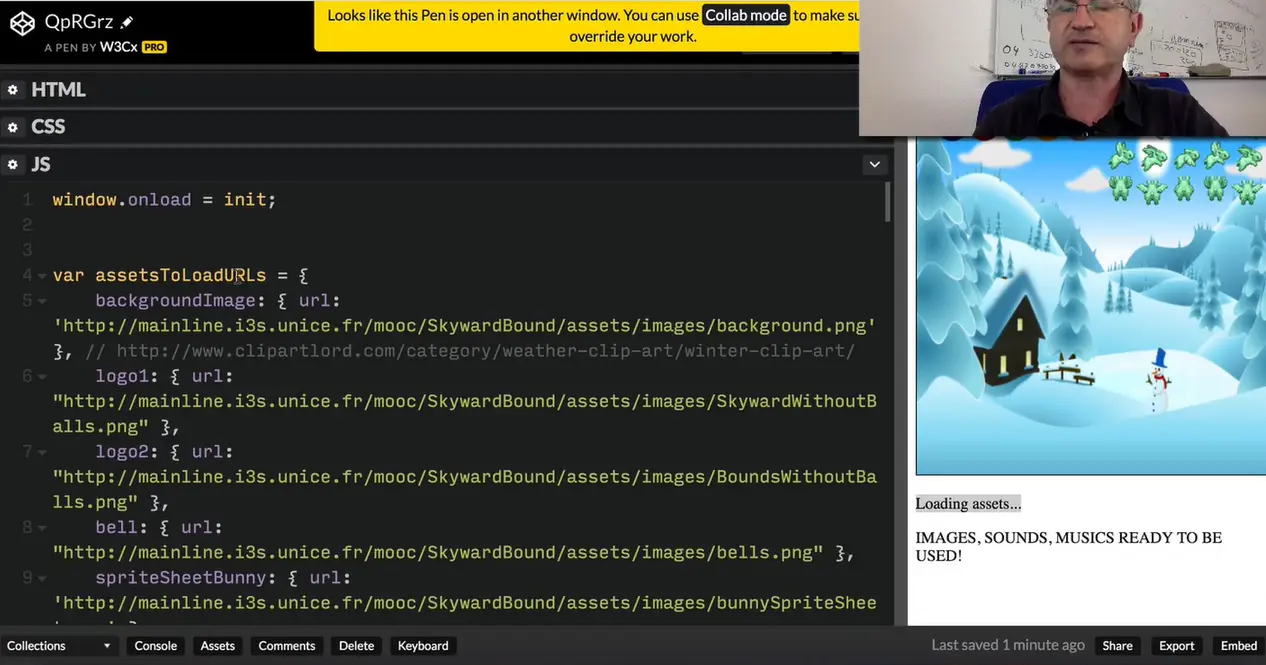 QpRGrz
A PEN BY W3Cx PRO
Looks like this Pen is open in another window. You can use Collab mode to make su
override your work.
HTML
CSS
JS
1 window.onload = init;
2
3
4 var assetsToLoadURLs = {
5 backgroundImage: { url:
'http://mainline.i3s.unice.fr/mooc/SkywardBound/assets/images/background.png'
}, // http://www.clipartlord.com/category/weather-clip-art/winter-clip-art/
6 logo1: { url:
"http://mainline.i3s.unice.fr/mooc/SkywardBound/assets/images/SkywardWithoutB
alls.png" },
7 logo2: { url:
"http://mainline.i3s.unice.fr/mooc/SkywardBound/assets/images/BoundsWithoutBa
lls.png" },
8 bell: { url:
"http://mainline.i3s.unice.fr/mooc/SkywardBound/assets/images/bells.png" },
9 spriteSheetBunny: { url:
'http://mainline.i3s.unice.fr/mooc/SkywardBound/assets/images/bunnySpriteShee
Loading assets...
IMAGES, SOUNDS, MUSICS READY TO BE
USED!
Collections Console Assets Comments Delete Keyboard Last saved 1 minute ago Share Export Embed